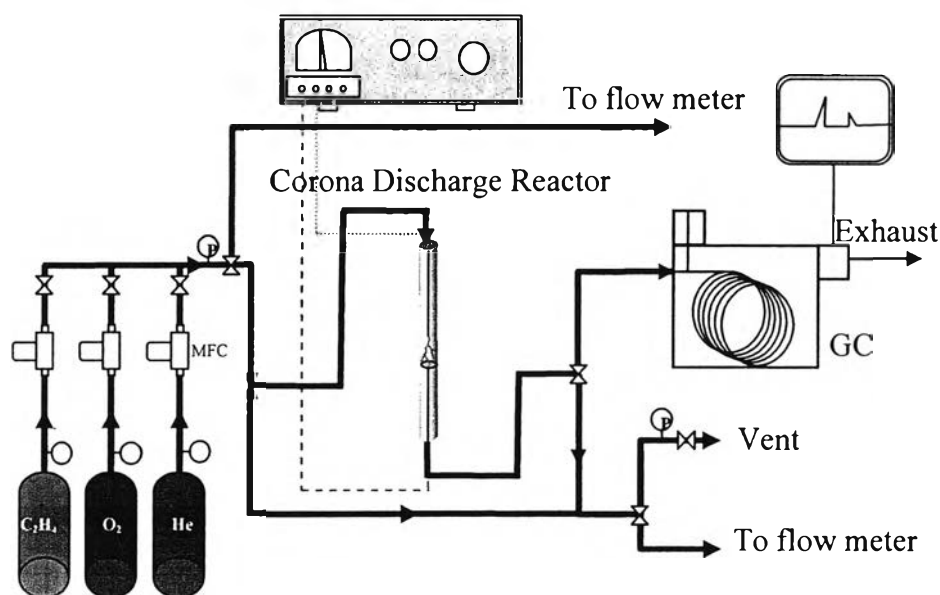 To flow meter
Corona Discharge Reactor
Exhaust
P
MFC
GC
P
Vent
C₂H₄
O₂
He
To flow meter